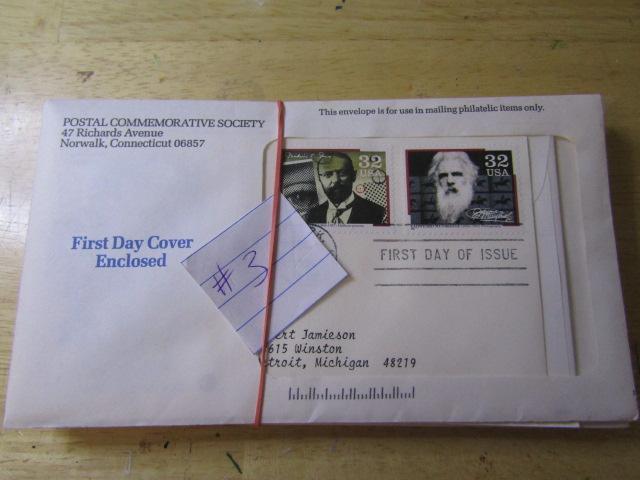 POSTAL COMMEMORATIVE SOCIETY
47 Richards Avenue
Norwalk, Connecticut 06857
This envelope is for use in mailing philatelic items only.
32
USA
32
USA
First Day Cover
Enclosed
# 3
FIRST DAY OF ISSUE
ert Jamieson
615 Winston
troit, Michigan 48219